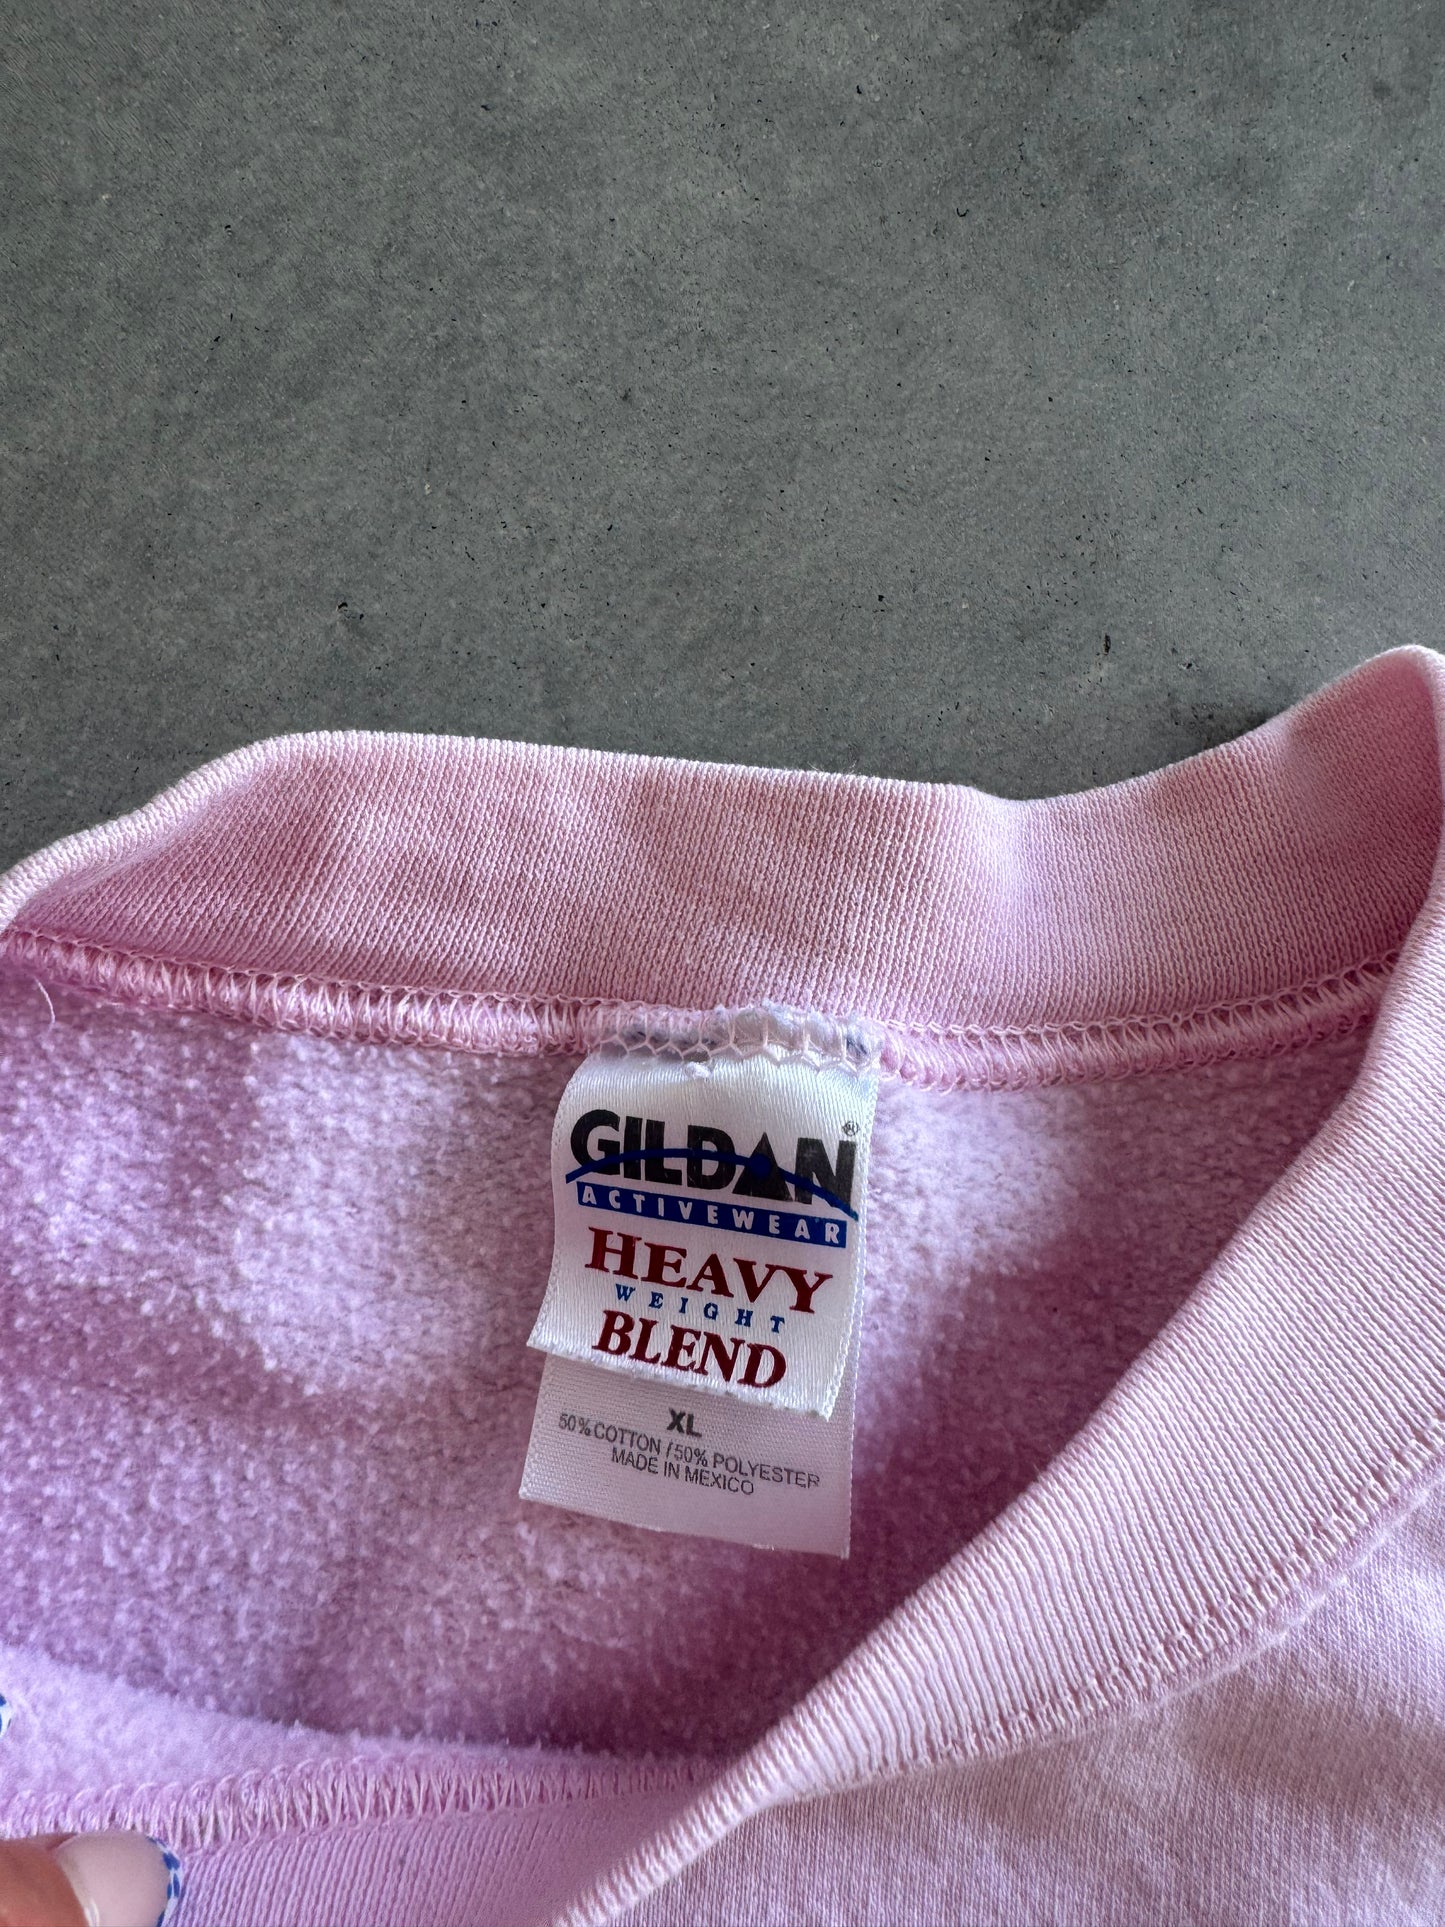 GILDAN®
ACTIVEWEAR
HEAVY
WEIGHT
BLEND
XL
50% COTTON / 50% POLYESTER
MADE IN MEXICO